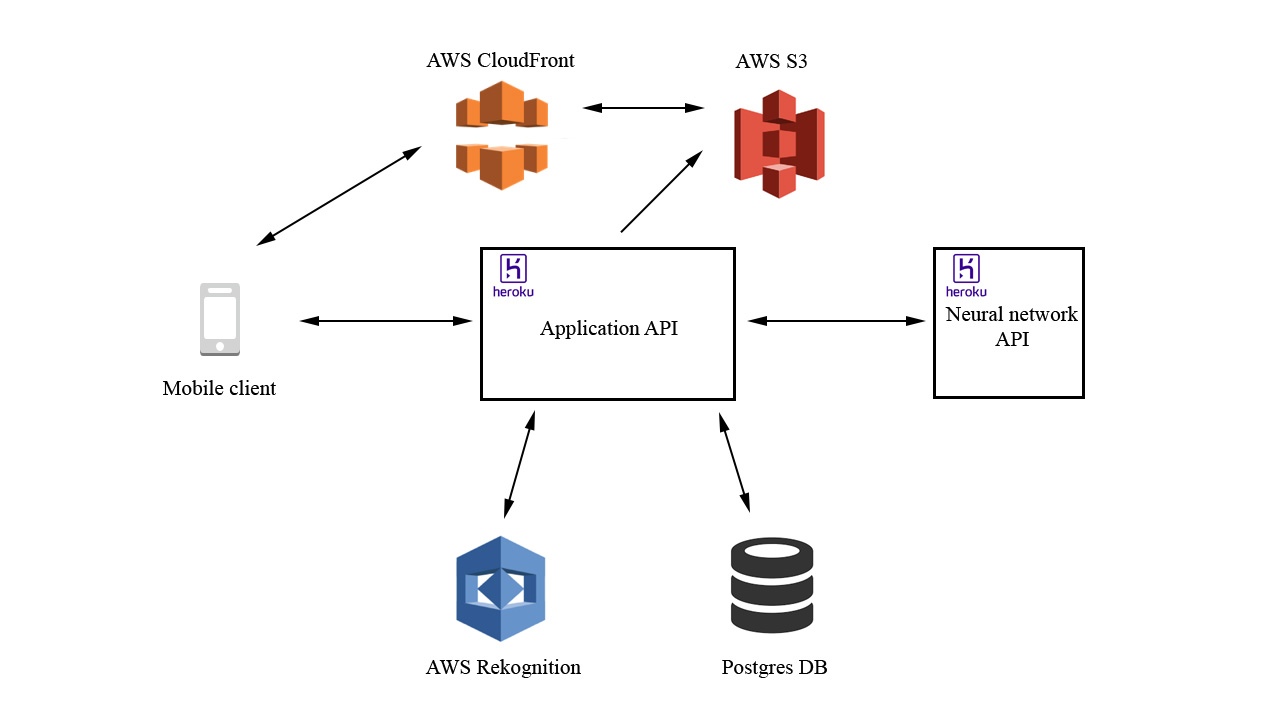 AWS CloudFront
AWS S3
heroku
Application API
heroku
Neural network
API
Mobile client
AWS Rekognition
Postgres DB